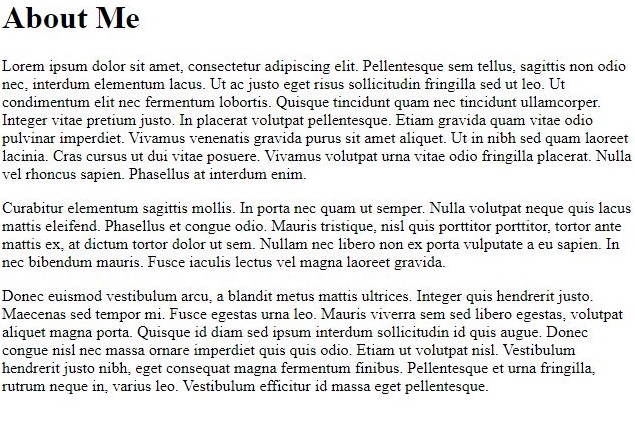 About Me
Lorem ipsum dolor sit amet, consectetur adipiscing elit. Pellentesque sem tellus, sagittis non odio
nec, interdum elementum lacus. Ut ac justo eget risus sollicitudin fringilla sed ut leo. Ut
condimentum elit nec fermentum lobortis. Quisque tincidunt quam nec tincidunt ullamcorper.
Integer vitae pretium justo. In placerat volutpat pellentesque. Etiam gravida quam vitae odio
pulvinar imperdiet. Vivamus venenatis gravida purus sit amet aliquet. Ut in nibh sed quam laoreet
lacinia. Cras cursus ut dui vitae posuere. Vivamus volutpat urna vitae odio fringilla placerat. Nulla
vel rhoncus sapien. Phasellus at interdum enim.
Curabitur elementum sagittis mollis. In porta nec quam ut semper. Nulla volutpat neque quis lacus
mattis eleifend. Phasellus et congue odio. Mauris tristique, nisl quis porttitor porttitor, tortor ante
mattis ex, at dictum tortor dolor ut sem. Nullam nec libero non ex porta vulputate a eu sapien. In
nec bibendum mauris. Fusce iaculis lectus vel magna laoreet gravida.
Donec euismod vestibulum arcu, a blandit metus mattis ultrices. Integer quis hendrerit justo.
Maecenas sed tempor mi. Fusce egestas urna leo. Mauris viverra sem sed libero egestas, volutpat
aliquet magna porta. Quisque id diam sed ipsum interdum sollicitudin id quis augue. Donec
congue nisl nec massa ornare imperdiet quis quis odio. Etiam ut volutpat nisl. Vestibulum
hendrerit justo nibh, eget consequat magna fermentum finibus. Pellentesque et urna fringilla,
rutrum neque in, varius leo. Vestibulum efficitur id massa eget pellentesque.